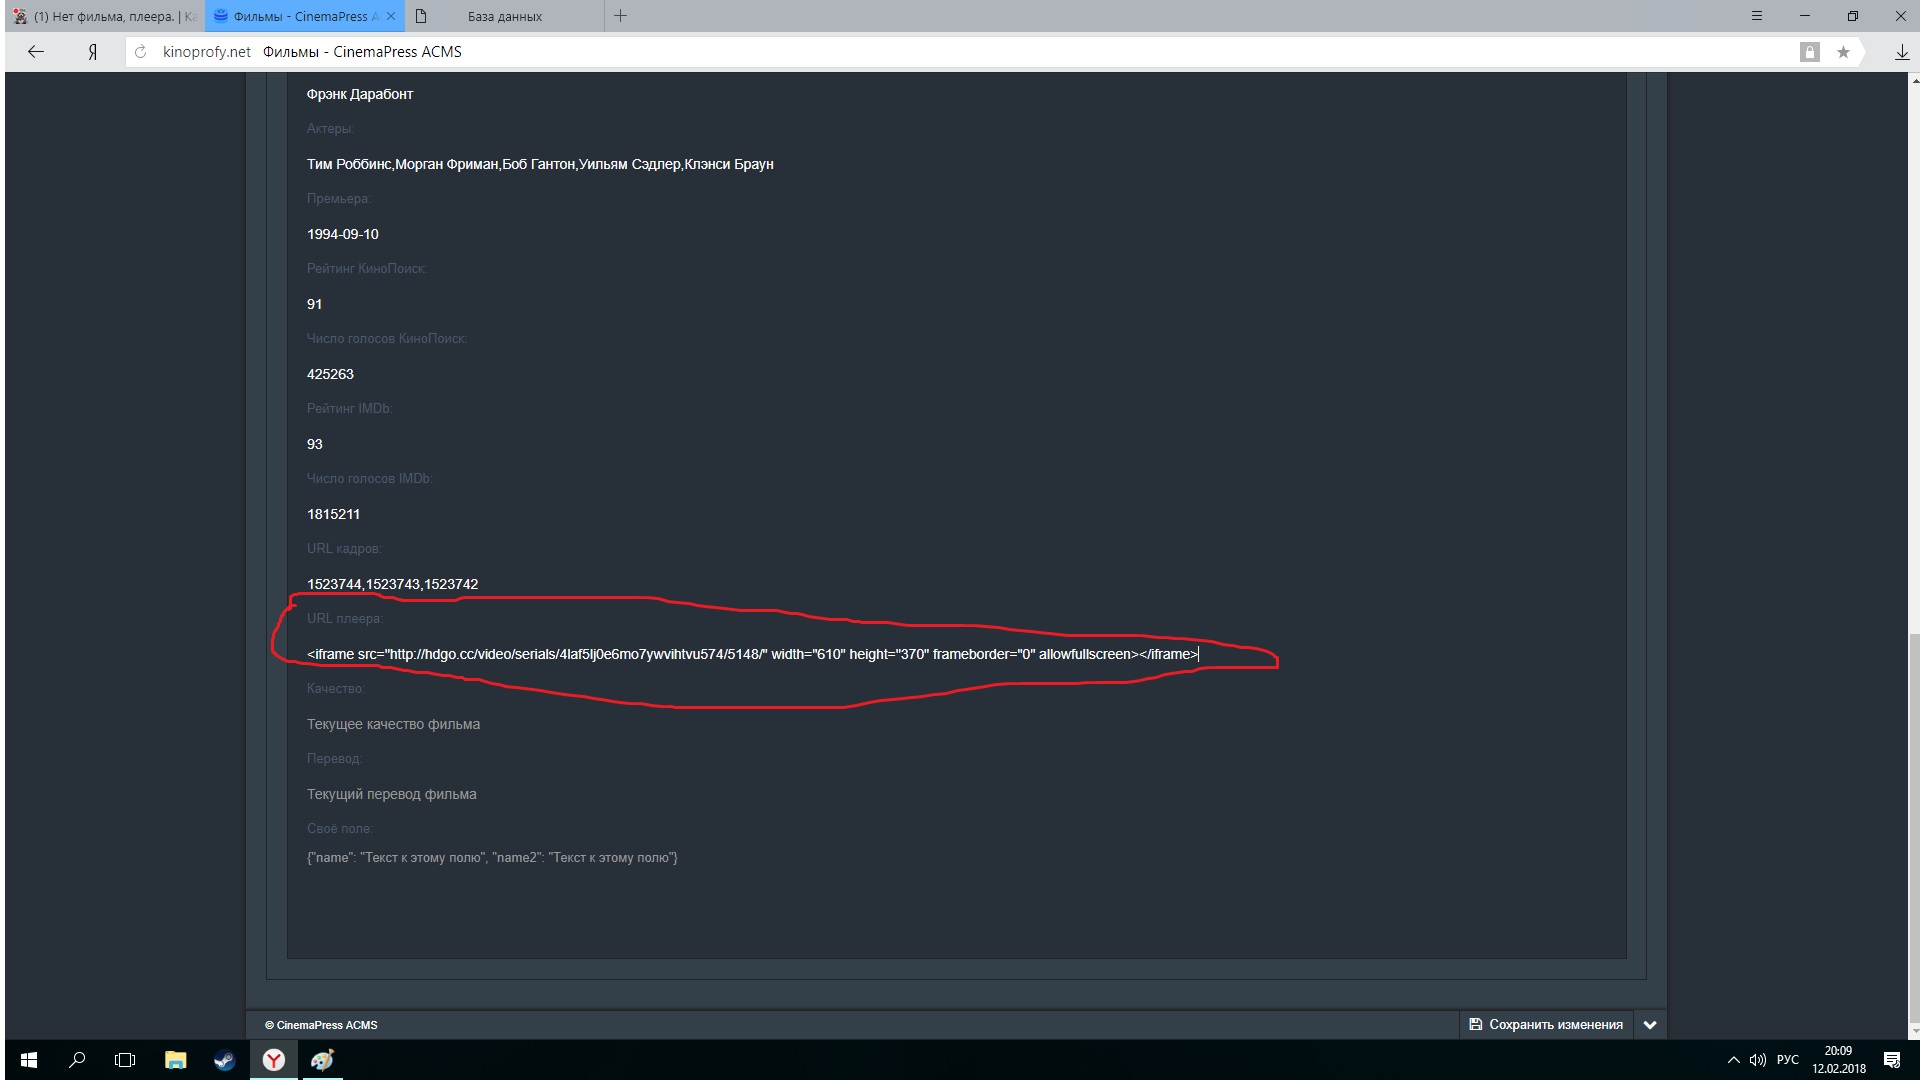 (1) Нет фильма, плеера. | Ка
Фильмы - CinemaPress A
База данных
Я
kinoprofy.net Фильмы - CinemaPress ACMS
Фрэнк Дарабонт
Актеры:
Тим Роббинс,Морган Фриман,Боб Гантон,Уильям Сэдлер,Клэнси Браун
Премьера:
1994-09-10
Рейтинг КиноПоиск:
91
Число голосов КиноПоиск:
425263
Рейтинг IMDb:
93
Число голосов IMDb:
1815211
URL кадров:
1523744,1523743,1523742
URL плеера:
<iframe src="http://hdgo.cc/video/serials/4laf5lj0e6mo7ywvihtvu574/5148/" width="610" height="370" frameborder="0" allowfullscreen></iframe>
Качество:
Текущее качество фильма
Перевод:
Текущий перевод фильма
Своё поле:
{"name": "Текст к этому полю", "name2": "Текст к этому полю"}
© CinemaPress ACMS
Сохранить изменения
РУС
20:09
12.02.2018